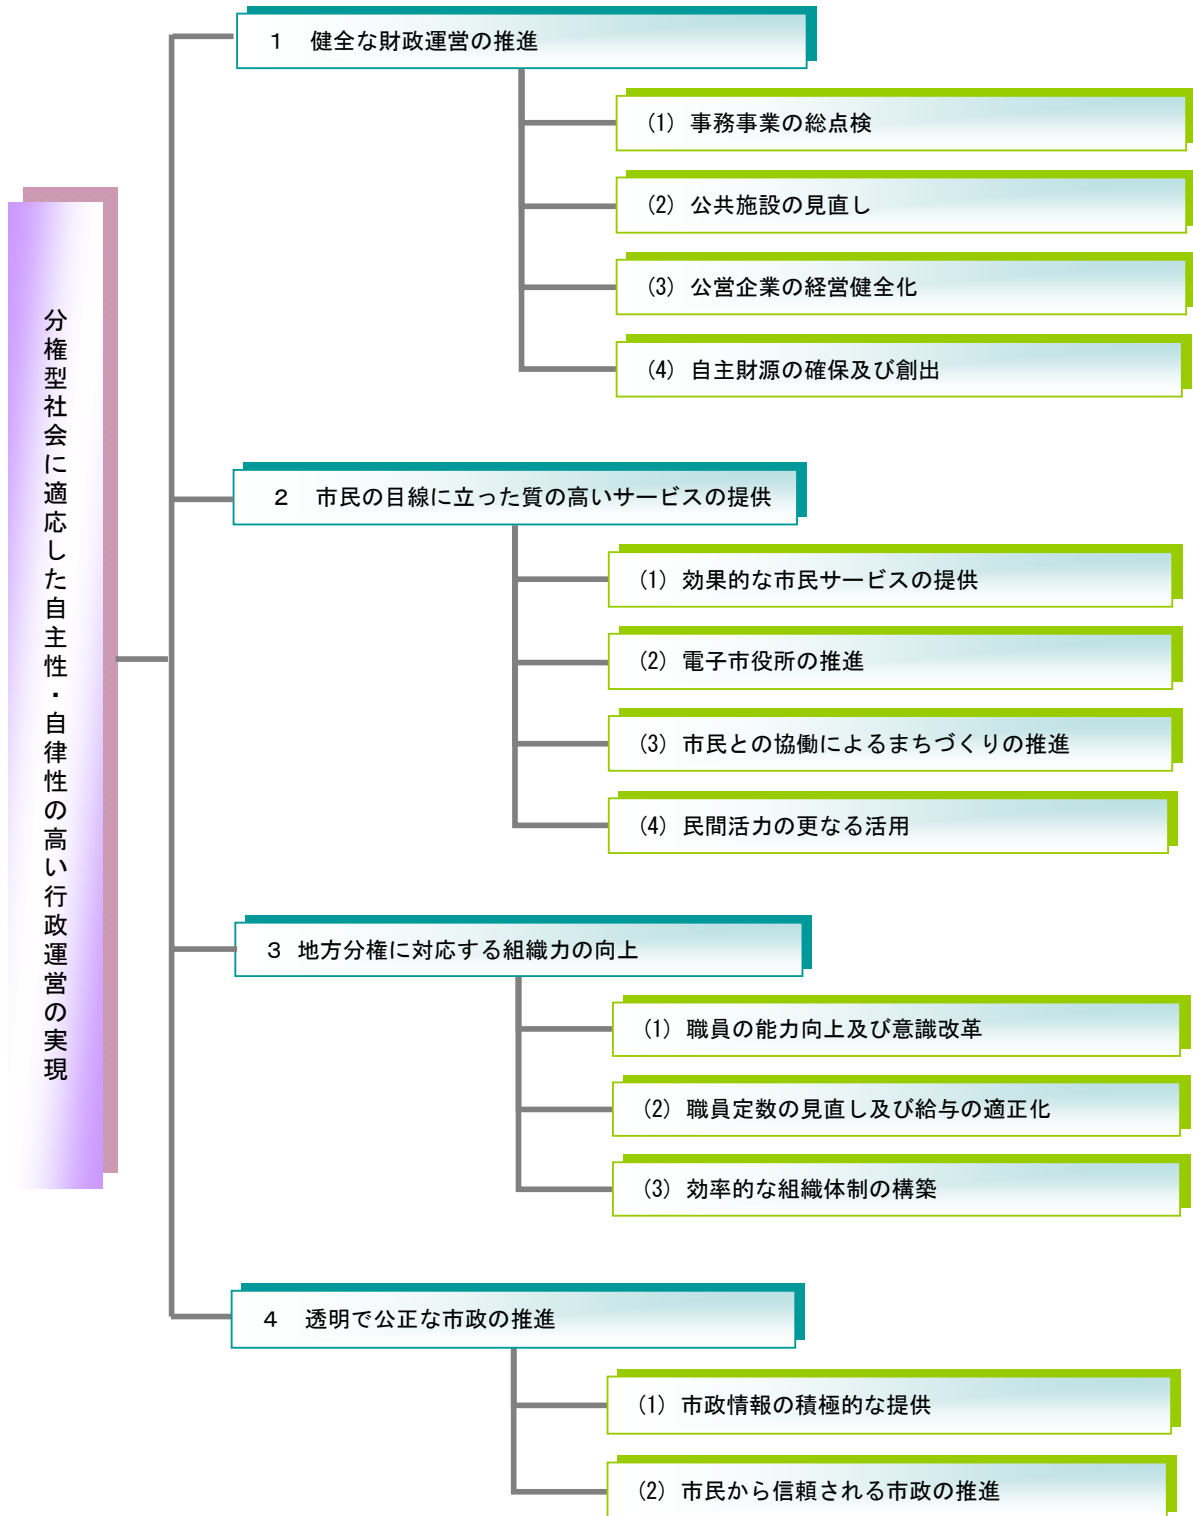 分権型社会に適応した自主性・自律性の高い行政運営の実現
１　健全な財政運営の推進
(1) 事務事業の総点検
(2) 公共施設の見直し
(3) 公営企業の経営健全化
(4) 自主財源の確保及び創出
２　市民の目線に立った質の高いサービスの提供
(1) 効果的な市民サービスの提供
(2) 電子市役所の推進
(3) 市民との協働によるまちづくりの推進
(4) 民間活力の更なる活用
３ 地方分権に対応する組織力の向上
(1) 職員の能力向上及び意識改革
(2) 職員定数の見直し及び給与の適正化
(3) 効率的な組織体制の構築
４　透明で公正な市政の推進
(1) 市政情報の積極的な提供
(2) 市民から信頼される市政の推進